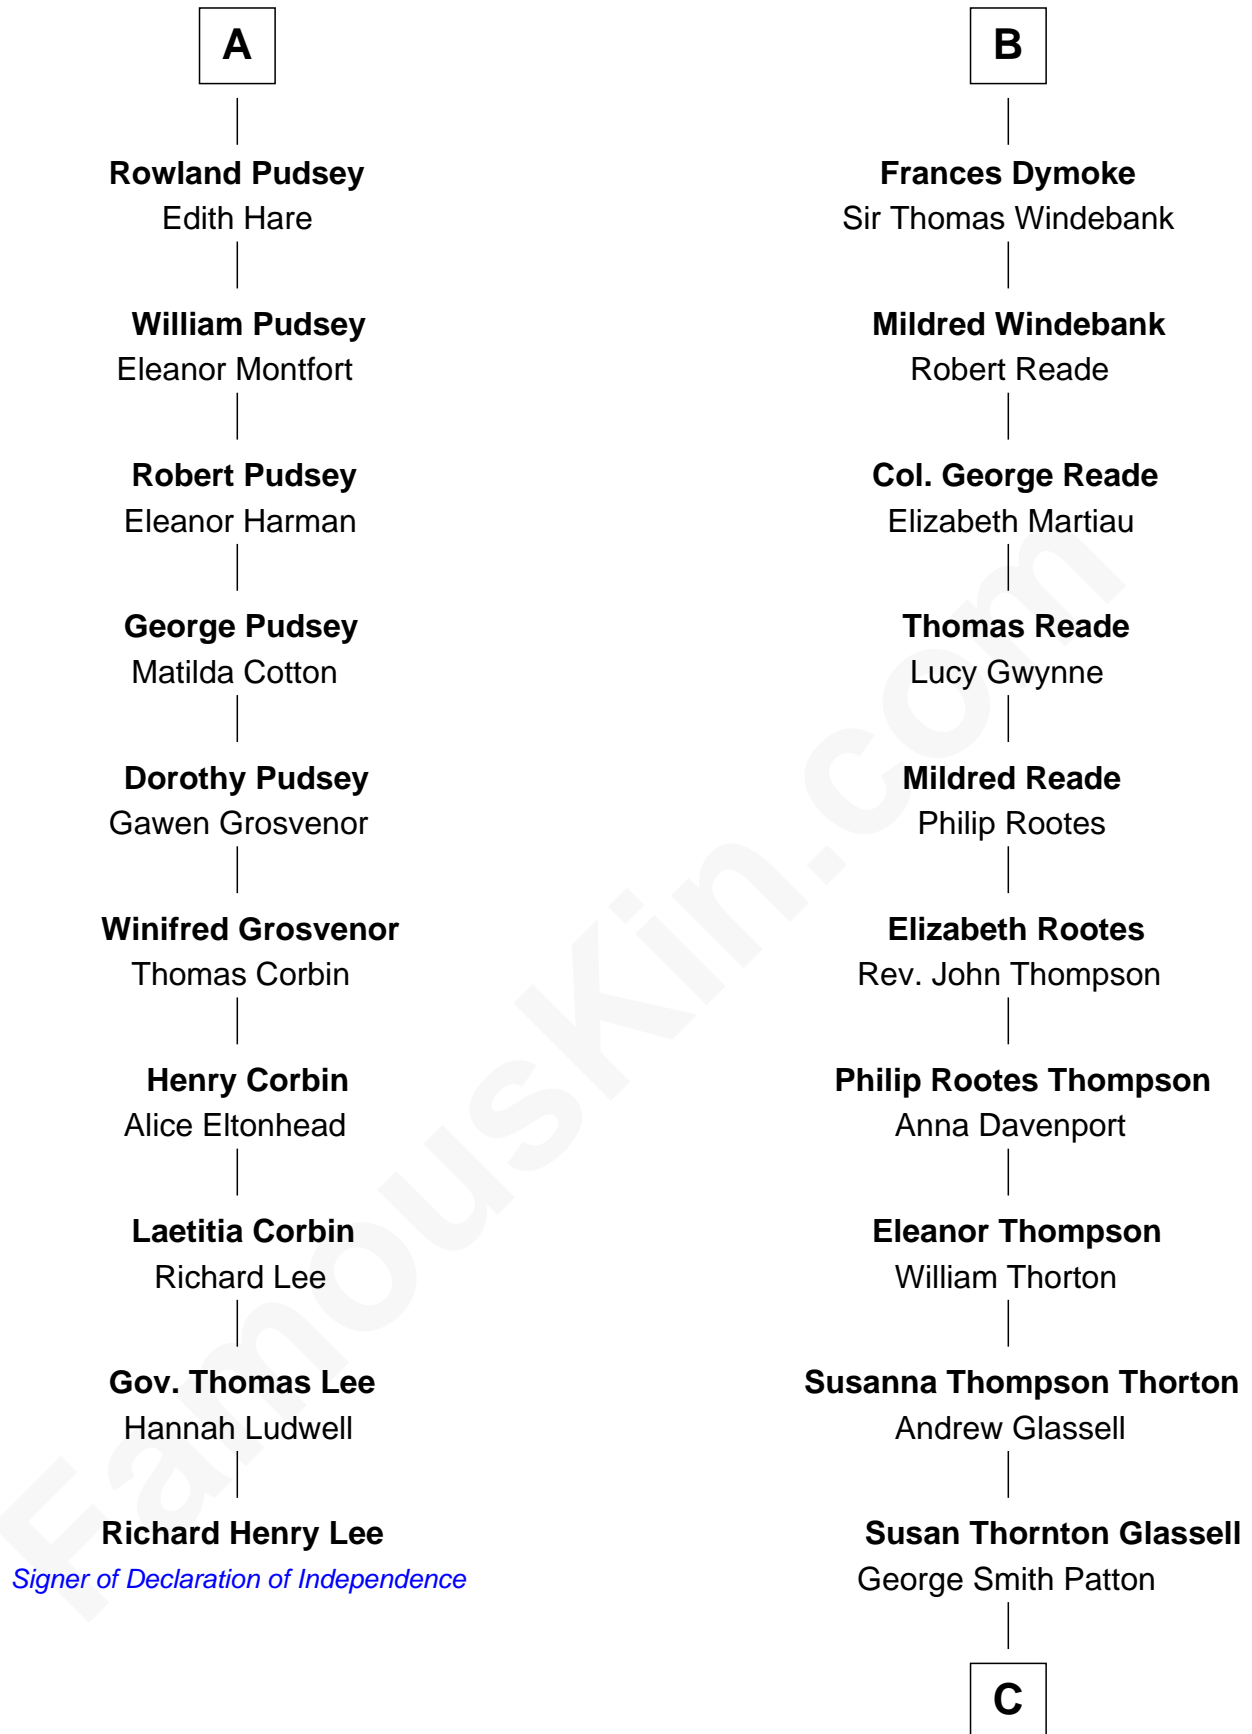 A
Rowland Pudsey
Edith Hare
William Pudsey
Eleanor Montfort
Robert Pudsey
Eleanor Harman
George Pudsey
Matilda Cotton
Dorothy Pudsey
Gawen Grosvenor
Winifred Grosvenor
Thomas Corbin
Henry Corbin
Alice Eltonhead
Laetitia Corbin
Richard Lee
Gov. Thomas Lee
Hannah Ludwell
Richard Henry Lee
Signer of Declaration of Independence
B
Frances Dymoke
Sir Thomas Windebank
Mildred Windebank
Robert Reade
Col. George Reade
Elizabeth Martiau
Thomas Reade
Lucy Gwynne
Mildred Reade
Philip Rootes
Elizabeth Rootes
Rev. John Thompson
Philip Rootes Thompson
Anna Davenport
Eleanor Thompson
William Thorton
Susanna Thompson Thorton
Andrew Glassell
Susan Thornton Glassell
George Smith Patton
C
FamousKin.com